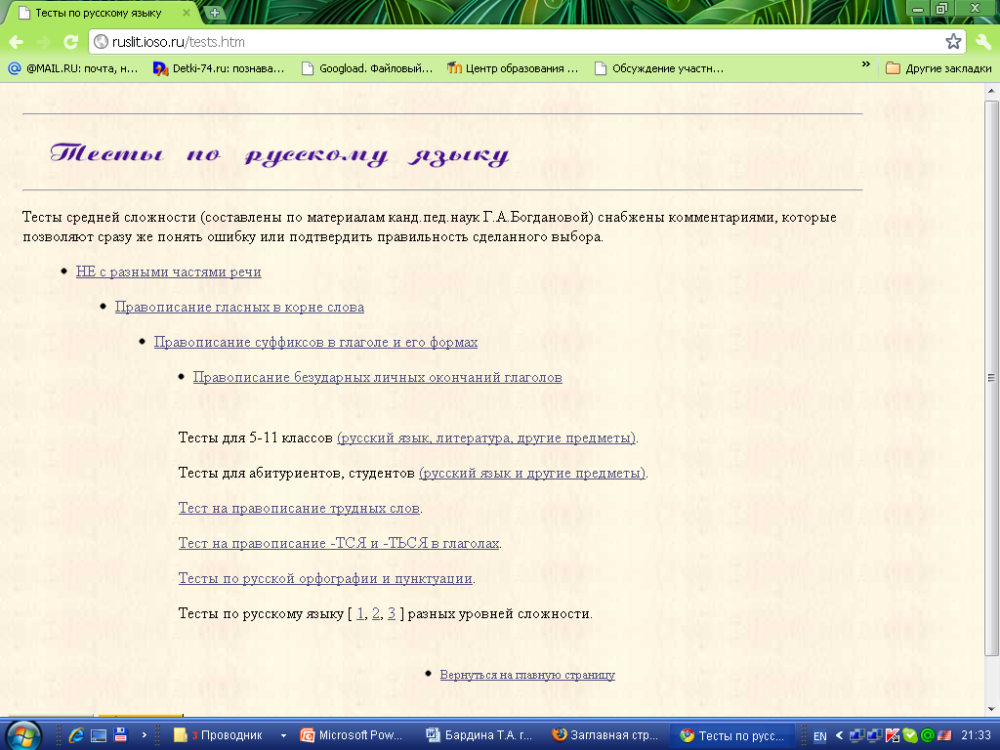 Тесты по русскому языку
ruslit.ioso.ru/tests.htm
@MAIL.RU: почта, н...
Detki-74.ru: познава...
Googload. Файловый...
Центр образования ...
Обсуждение участн...
»
Другие закладки
Тесты по русскому языку
Тесты средней сложности (составлены по материалам канд.пед.наук Г.А.Богдановой) снабжены комментариями, которые
позволяют сразу же понять ошибку или подтвердить правильность сделанного выбора.
НЕ с разными частями речи
Правописание гласных в корне слова
Правописание суффиксов в глаголе и его формах
Правописание безударных личных окончаний глаголов
Тесты для 5-11 классов (русский язык, литература, другие предметы).
Тесты для абитуриентов, студентов (русский язык и другие предметы).
Тест на правописание трудных слов.
Тест на правописание -ТСЯ и -ТЬСЯ в глаголах.
Тесты по русской орфографии и пунктуации.
Тесты по русскому языку [ 1, 2, 3 ] разных уровней сложности.
Вернуться на главную страницу
3 Проводник
Microsoft Pow...
Бардина Т.А. г...
Заглавная стр...
Тесты по русс...
EN
21:33